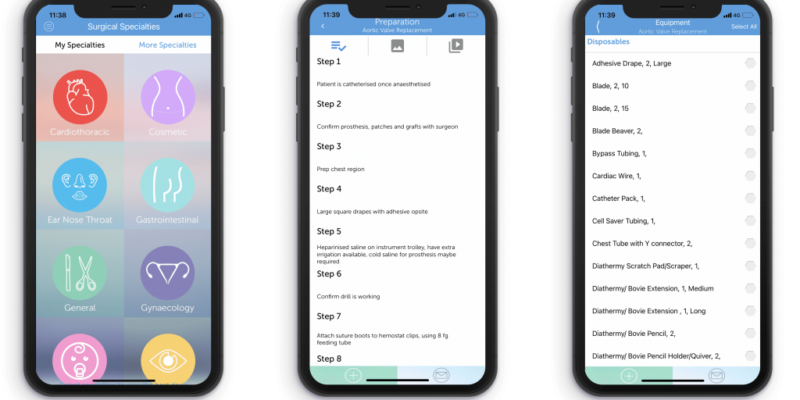 11:38
4G
Surgical Specialties
My Specialties
More Specialties
Cardiothoracic
Cosmetic
Ear Nose Throat
Gastrointestinal
General
Gynaecology
11:39
4G
Preparation
Aortic Valve Replacement
Step 1
Patient is catheterised once anaesthetised
Step 2
Confirm prosthesis, patches and grafts with surgeon
Step 3
Prep chest region
Step 4
Large square drapes with adhesive opsite
Step 5
Heparinised saline on instrument trolley, have extra
irrigation available, cold saline for prosthesis maybe
required
Step 6
Confirm drill is working
Step 7
Attach suture boots to hemostat clips, using 8 fg
feeding tube
Step 8
11:39
4G
Equipment
Aortic Valve Replacement
Select All
Disposables
Adhesive Drape, 2, Large
Blade, 2, 10
Blade, 2, 15
Blade Beaver, 2,
Bypass Tubing, 1,
Cardiac Wire, 1,
Catheter Pack, 1,
Cell Saver Tubing, 1,
Chest Tube with Y connector, 2,
Diathermy Scratch Pad/Scraper, 1,
Diathermy/ Bovie Extension, 1, Medium
Diathermy/ Bovie Extension , 1, Long
Diathermy/ Bovie Pencil, 2,
Diathermy/ Bovie Pencil Holder/Quiver, 2,